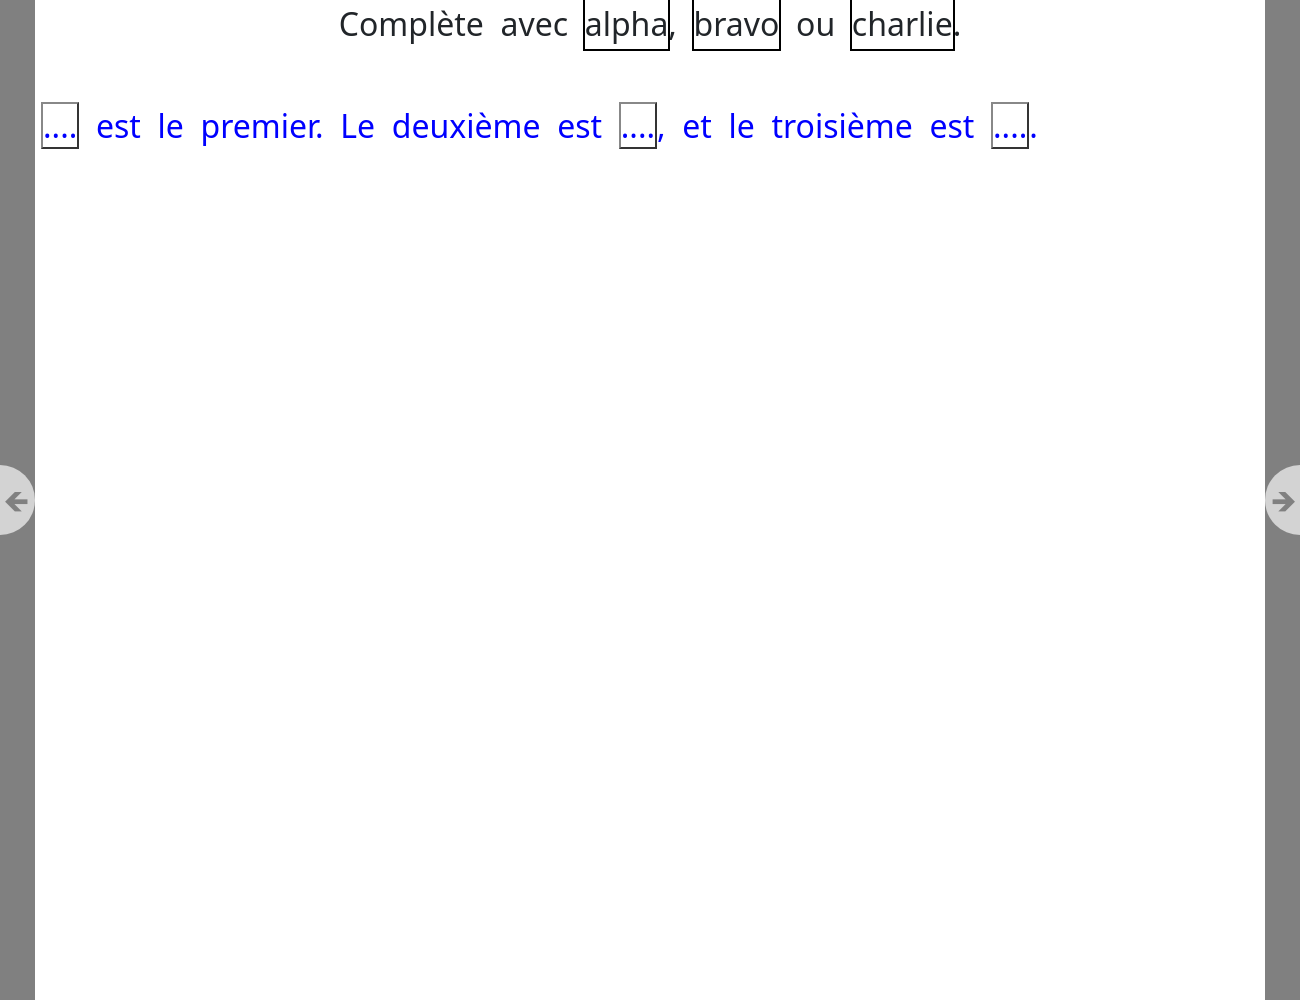 Complète avec alpha, bravo ou charlie.
.... est le premier. Le deuxième est ...., et le troisième est .....